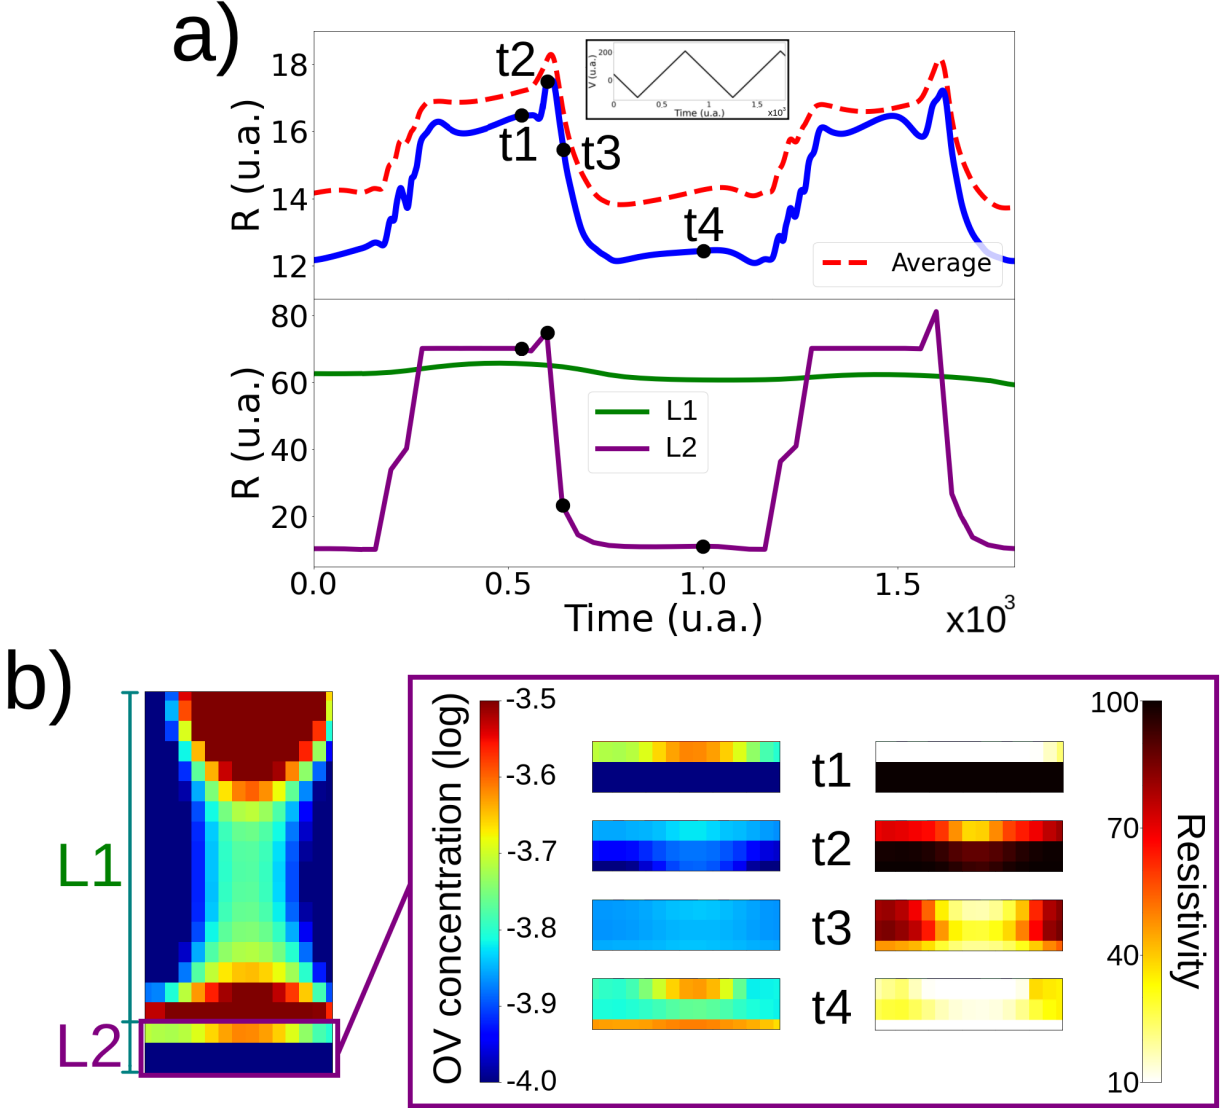 a)
18
16
14
12
R (u.a.)
t1
t2
t3
t4
200
0
V (u.a.)
0
0.5
1
1.5
Time (u.a.)
x10³
Average
80
60
40
20
R (u.a.)
L1
L2
0.0
0.5
1.0
1.5
Time (u.a.)
x10³
b)
L1
L2
OV concentration (log)
-3.5
-3.6
-3.7
-3.8
-3.9
-4.0
t1
t2
t3
t4
100
70
40
10
Resistivity